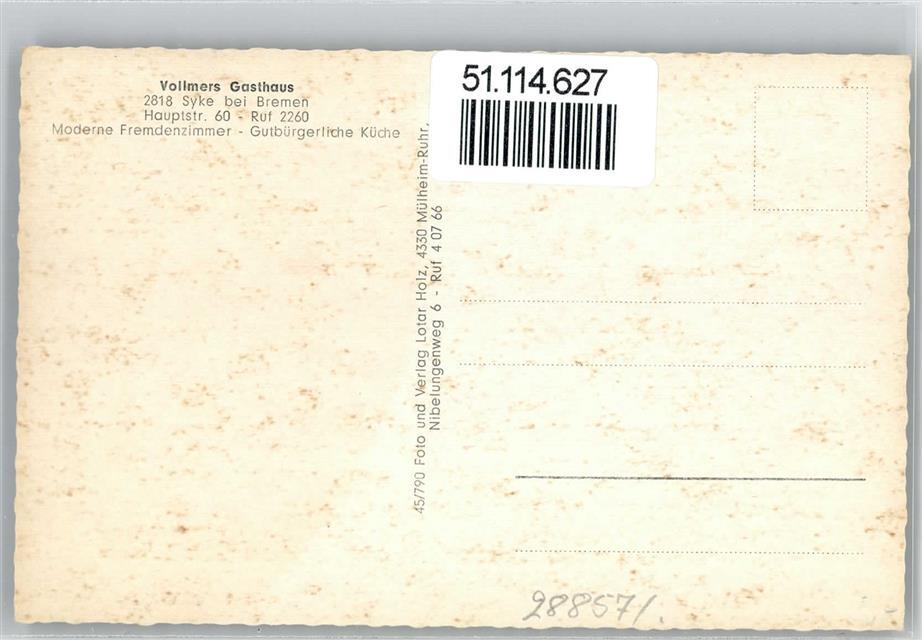 Vollmers Gasthaus
2818 Syke bei Bremen
Hauptstr. 60 - Ruf 2260
Moderne Fremdenzimmer - Gutbürgerliche Küche
51.114.627
45/790 Foto und Verlag Lotar Holz, 4330 Mülheim-Ruhr,
Nibelungenweg 6 - Ruf 4 07 66
288571.